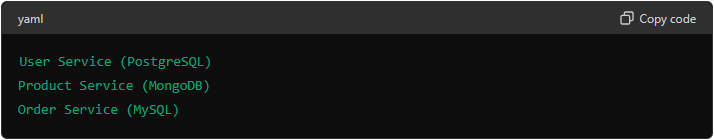 yaml
Copy code
User Service (PostgreSQL)
Product Service (MongoDB)
Order Service (MySQL)